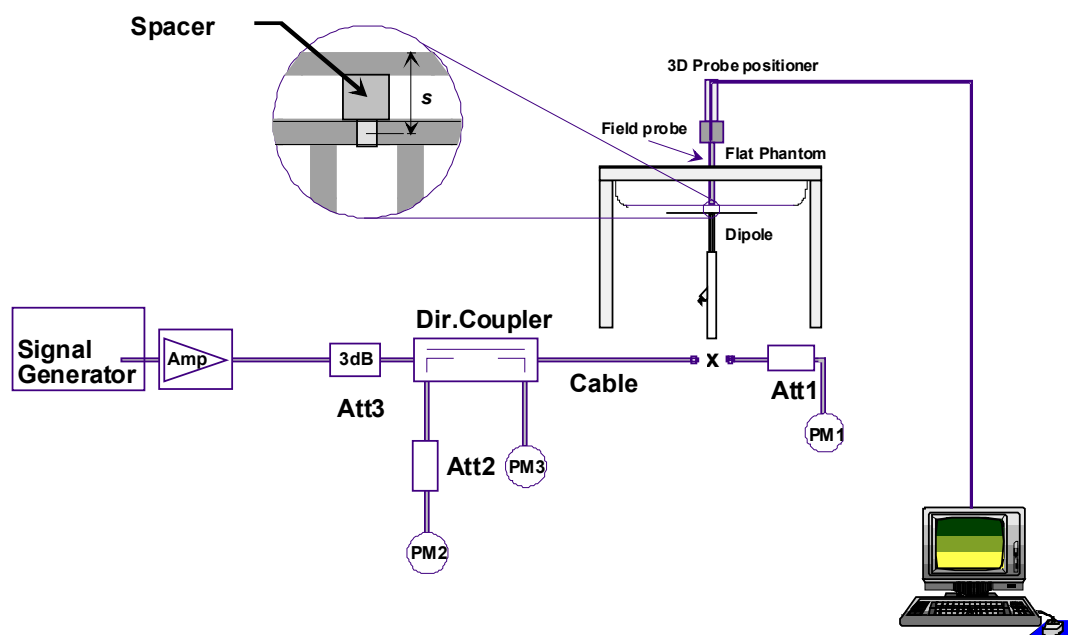 Spacer
s
3D Probe positioner
Field probe
Flat Phantom
Dipole
Dir.Coupler
Signal
Generator
Amp
3dB
Att3
Cable
x
Att1
PM1
Att2
PM3
PM2